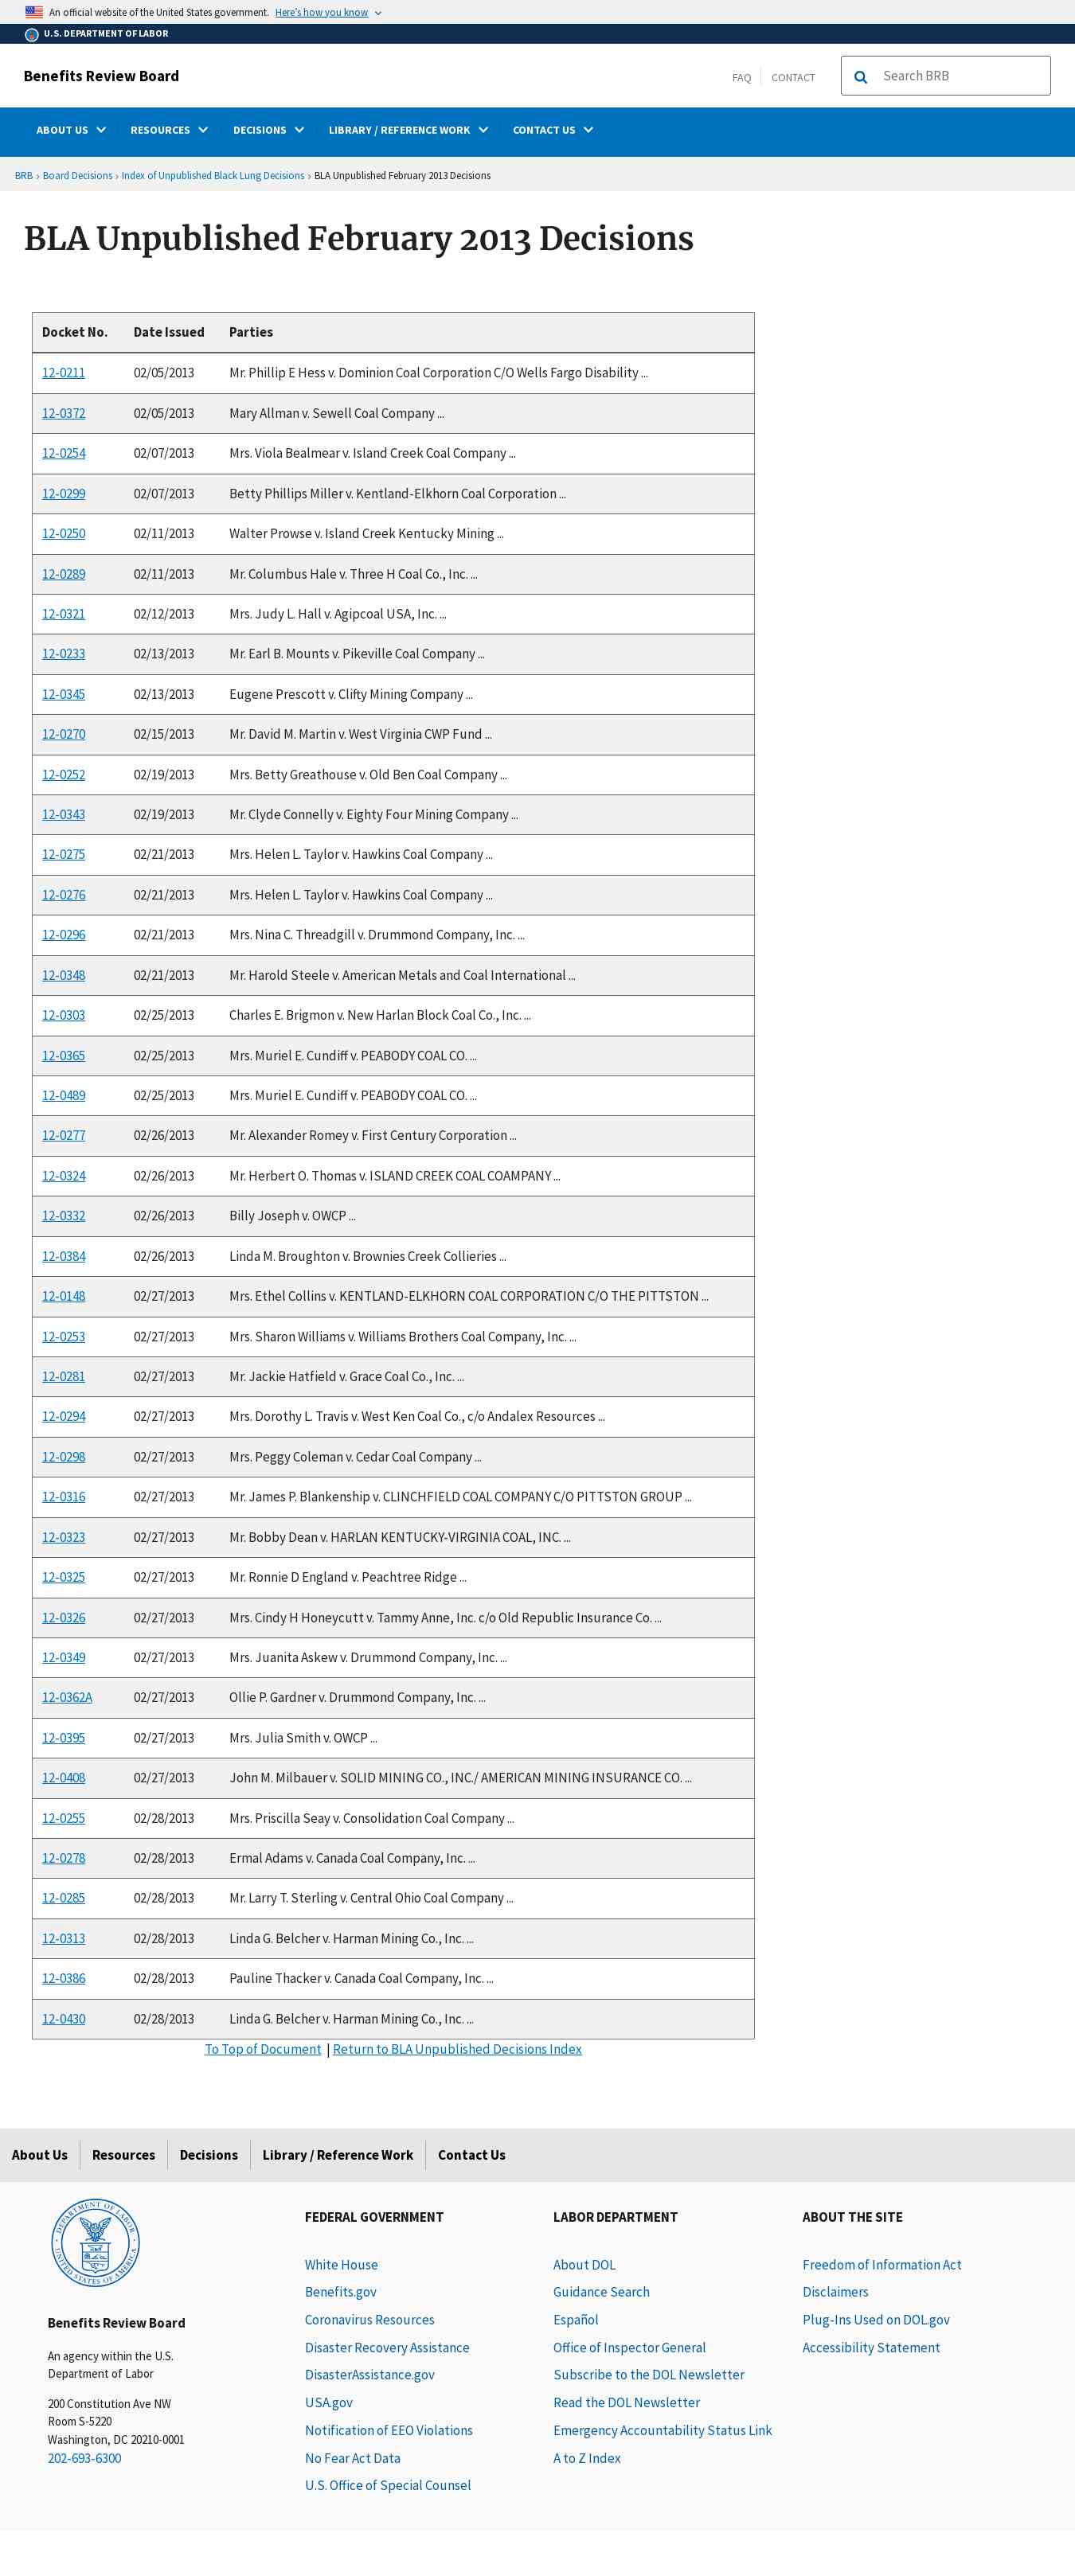 An official website of the United States government. Here's how you know
U.S. DEPARTMENT OF LABOR
Benefits Review Board
FAQ CONTACT Search BRB
ABOUT US RESOURCES DECISIONS LIBRARY / REFERENCE WORK CONTACT US
BRB › Board Decisions › Index of Unpublished Black Lung Decisions › BLA Unpublished February 2013 Decisions
BLA Unpublished February 2013 Decisions
Docket No. Date Issued Parties
12-0211 02/05/2013 Mr. Phillip E Hess v. Dominion Coal Corporation C/O Wells Fargo Disability ...
12-0372 02/05/2013 Mary Allman v. Sewell Coal Company ...
12-0254 02/07/2013 Mrs. Viola Bealmear v. Island Creek Coal Company ...
12-0299 02/07/2013 Betty Phillips Miller v. Kentland-Elkhorn Coal Corporation ...
12-0250 02/11/2013 Walter Prowse v. Island Creek Kentucky Mining ...
12-0289 02/11/2013 Mr. Columbus Hale v. Three H Coal Co., Inc. ...
12-0321 02/12/2013 Mrs. Judy L. Hall v. Agipcoal USA, Inc. ...
12-0233 02/13/2013 Mr. Earl B. Mounts v. Pikeville Coal Company ...
12-0345 02/13/2013 Eugene Prescott v. Clifty Mining Company ...
12-0270 02/15/2013 Mr. David M. Martin v. West Virginia CWP Fund ...
12-0252 02/19/2013 Mrs. Betty Greathouse v. Old Ben Coal Company ...
12-0343 02/19/2013 Mr. Clyde Connelly v. Eighty Four Mining Company ...
12-0275 02/21/2013 Mrs. Helen L. Taylor v. Hawkins Coal Company ...
12-0276 02/21/2013 Mrs. Helen L. Taylor v. Hawkins Coal Company ...
12-0296 02/21/2013 Mrs. Nina C. Threadgill v. Drummond Company, Inc. ...
12-0348 02/21/2013 Mr. Harold Steele v. American Metals and Coal International ...
12-0303 02/25/2013 Charles E. Brigmon v. New Harlan Block Coal Co., Inc. ...
12-0365 02/25/2013 Mrs. Muriel E. Cundiff v. PEABODY COAL CO. ...
12-0489 02/25/2013 Mrs. Muriel E. Cundiff v. PEABODY COAL CO. ...
12-0277 02/26/2013 Mr. Alexander Romey v. First Century Corporation ...
12-0324 02/26/2013 Mr. Herbert O. Thomas v. ISLAND CREEK COAL COAMPANY ...
12-0332 02/26/2013 Billy Joseph v. OWCP ...
12-0384 02/26/2013 Linda M. Broughton v. Brownies Creek Collieries ...
12-0148 02/27/2013 Mrs. Ethel Collins v. KENTLAND-ELKHORN COAL CORPORATION C/O THE PITTSTON ...
12-0253 02/27/2013 Mrs. Sharon Williams v. Williams Brothers Coal Company, Inc. ...
12-0281 02/27/2013 Mr. Jackie Hatfield v. Grace Coal Co., Inc. ...
12-0294 02/27/2013 Mrs. Dorothy L. Travis v. West Ken Coal Co., c/o Andalex Resources ...
12-0298 02/27/2013 Mrs. Peggy Coleman v. Cedar Coal Company ...
12-0316 02/27/2013 Mr. James P. Blankenship v. CLINCHFIELD COAL COMPANY C/O PITTSTON GROUP ...
12-0323 02/27/2013 Mr. Bobby Dean v. HARLAN KENTUCKY-VIRGINIA COAL, INC. ...
12-0325 02/27/2013 Mr. Ronnie D England v. Peachtree Ridge ...
12-0326 02/27/2013 Mrs. Cindy H Honeycutt v. Tammy Anne, Inc. c/o Old Republic Insurance Co. ...
12-0349 02/27/2013 Mrs. Juanita Askew v. Drummond Company, Inc. ...
12-0362A 02/27/2013 Ollie P. Gardner v. Drummond Company, Inc. ...
12-0395 02/27/2013 Mrs. Julia Smith v. OWCP ...
12-0408 02/27/2013 John M. Milbauer v. SOLID MINING CO., INC./ AMERICAN MINING INSURANCE CO. ...
12-0255 02/28/2013 Mrs. Priscilla Seay v. Consolidation Coal Company ...
12-0278 02/28/2013 Ermal Adams v. Canada Coal Company, Inc. ...
12-0285 02/28/2013 Mr. Larry T. Sterling v. Central Ohio Coal Company ...
12-0313 02/28/2013 Linda G. Belcher v. Harman Mining Co., Inc. ...
12-0386 02/28/2013 Pauline Thacker v. Canada Coal Company, Inc. ...
12-0430 02/28/2013 Linda G. Belcher v. Harman Mining Co., Inc. ...
To Top of Document | Return to BLA Unpublished Decisions Index
About Us Resources Decisions Library / Reference Work Contact Us
DEPARTMENT OF LABOR
UNITED STATES OF AMERICA
Benefits Review Board
An agency within the U.S.
Department of Labor
200 Constitution Ave NW
Room S-5220
Washington, DC 20210-0001
202-693-6300
FEDERAL GOVERNMENT
White House
Benefits.gov
Coronavirus Resources
Disaster Recovery Assistance
DisasterAssistance.gov
USA.gov
Notification of EEO Violations
No Fear Act Data
U.S. Office of Special Counsel
LABOR DEPARTMENT
About DOL
Guidance Search
Español
Office of Inspector General
Subscribe to the DOL Newsletter
Read the DOL Newsletter
Emergency Accountability Status Link
A to Z Index
ABOUT THE SITE
Freedom of Information Act
Disclaimers
Plug-Ins Used on DOL.gov
Accessibility Statement